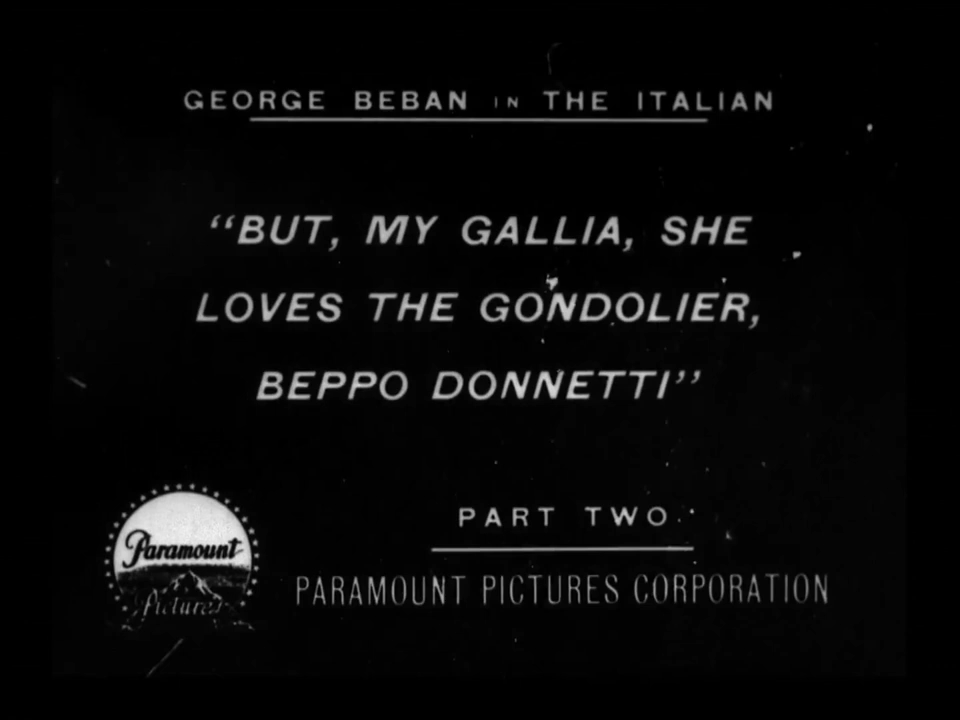 GEORGE BEBAN IN THE ITALIAN
"BUT, MY GALLIA, SHE
LOVES THE GONDOLIER,
BEPPO DONNETTI"
PART TWO
Paramount
Pictures
PARAMOUNT PICTURES CORPORATION